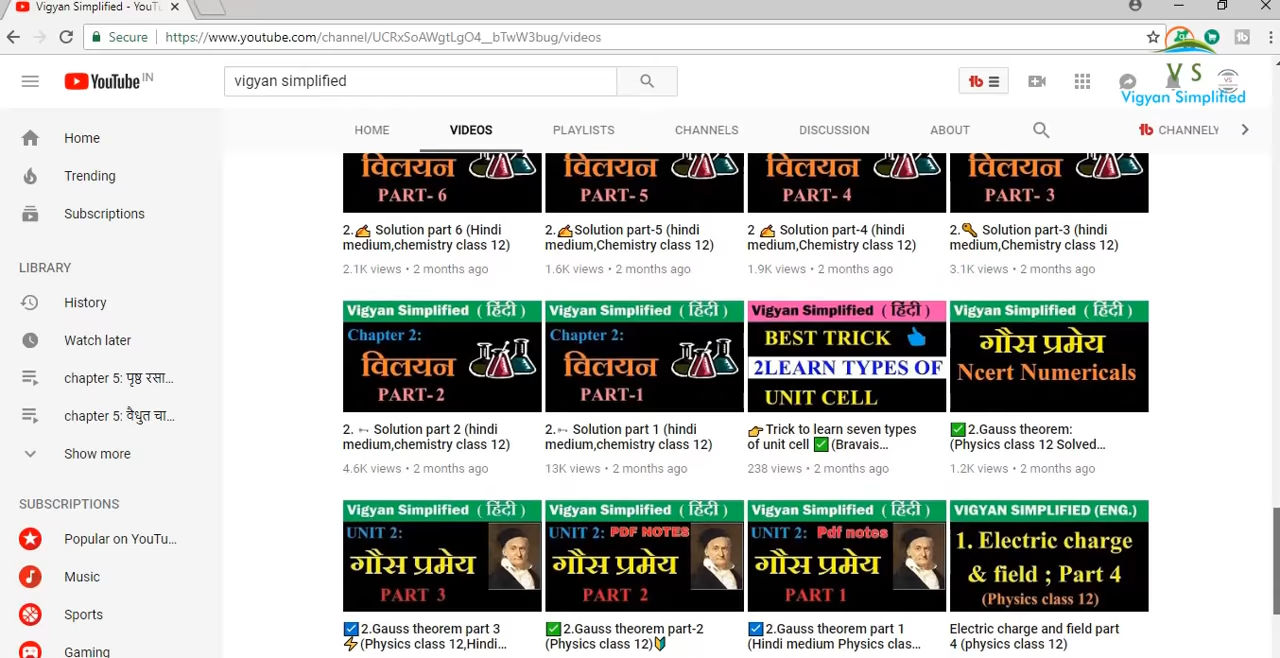 Vigyan Simplified - YouTu
Secure
https://www.youtube.com/channel/UCRxSoAWgtLgO4__bTwW3bug/videos
YouTube IN
vigyan simplified
V S
Vigyan Simplified
HOME
VIDEOS
PLAYLISTS
CHANNELS
DISCUSSION
ABOUT
CHANNELY
Home
Trending
Subscriptions
LIBRARY
History
Watch later
chapter 5: पृष्ठ रसा...
chapter 5: वैधुत चा...
Show more
SUBSCRIPTIONS
Popular on YouTu...
Music
Sports
Gaming
विलयन
PART- 6
विलयन
PART- 5
विलयन
PART- 4
विलयन
PART- 3
2.✍ Solution part 6 (Hindi
medium,chemistry class 12)
2.1K views • 2 months ago
2.✍ Solution part-5 (hindi
medium,Chemistry class 12)
1.6K views • 2 months ago
2 ✍ Solution part-4 (hindi
medium,Chemistry class 12)
1.9K views • 2 months ago
2.🔑 Solution part-3 (hindi
medium,Chemistry class 12)
3.1K views • 2 months ago
Vigyan Simplified ( हिंदी )
Chapter 2:
विलयन
PART-2
Vigyan Simplified ( हिंदी )
Chapter 2:
विलयन
PART-1
Vigyan Simplified ( हिंदी )
BEST TRICK
2LEARN TYPES OF
UNIT CELL
Vigyan Simplified ( हिंदी )
गौस प्रमेय
Ncert Numericals
2. Solution part 2 (hindi
medium,chemistry class 12)
4.6K views • 2 months ago
2. Solution part 1 (hindi
medium,chemistry class 12)
13K views • 2 months ago
👉Trick to learn seven types
of unit cell ✅(Bravais...
238 views • 2 months ago
✅2.Gauss theorem:
(Physics class 12 Solved...
1.2K views • 2 months ago
Vigyan Simplified ( हिंदी )
UNIT 2:
गौस प्रमेय
PART 3
Vigyan Simplified ( हिंदी )
UNIT 2: PDF NOTES
गौस प्रमेय
PART 2
Vigyan Simplified ( हिंदी )
UNIT 2: Pdf notes
गौस प्रमेय
PART 1
VIGYAN SIMPLIFIED (ENG.)
1. Electric charge
& field ; Part 4
(Physics class 12)
☑2.Gauss theorem part 3
⚡(Physics class 12,Hindi...
✅2.Gauss theorem part-2
(Physics class 12)🔰
☑2.Gauss theorem part 1
(Hindi medium Physics clas...
Electric charge and field part
4 (physics class 12)